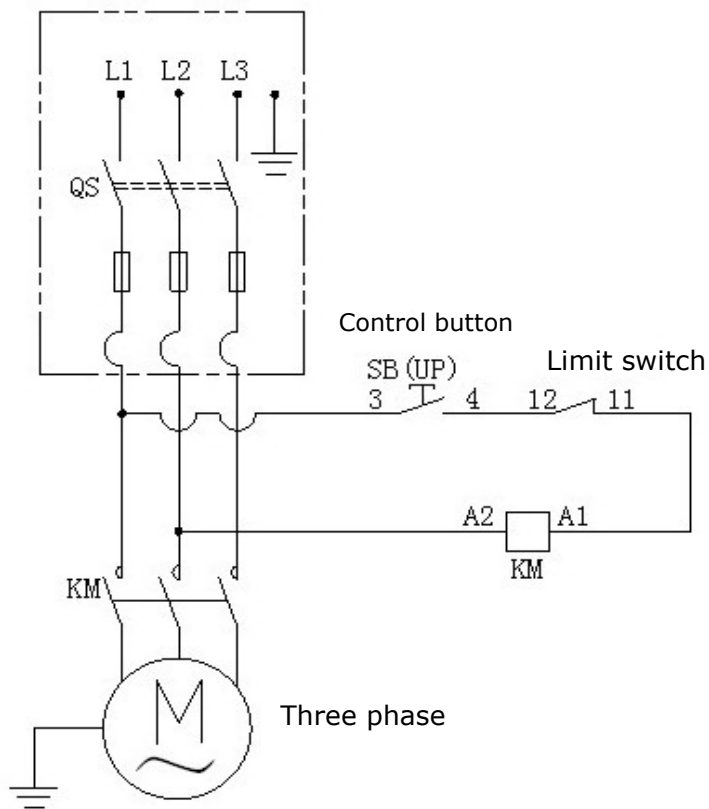 L1 L2 L3
QS
Control button
SB(UP)
Limit switch
3 4 12 11
A2 A1
KM
KM
M
Three phase